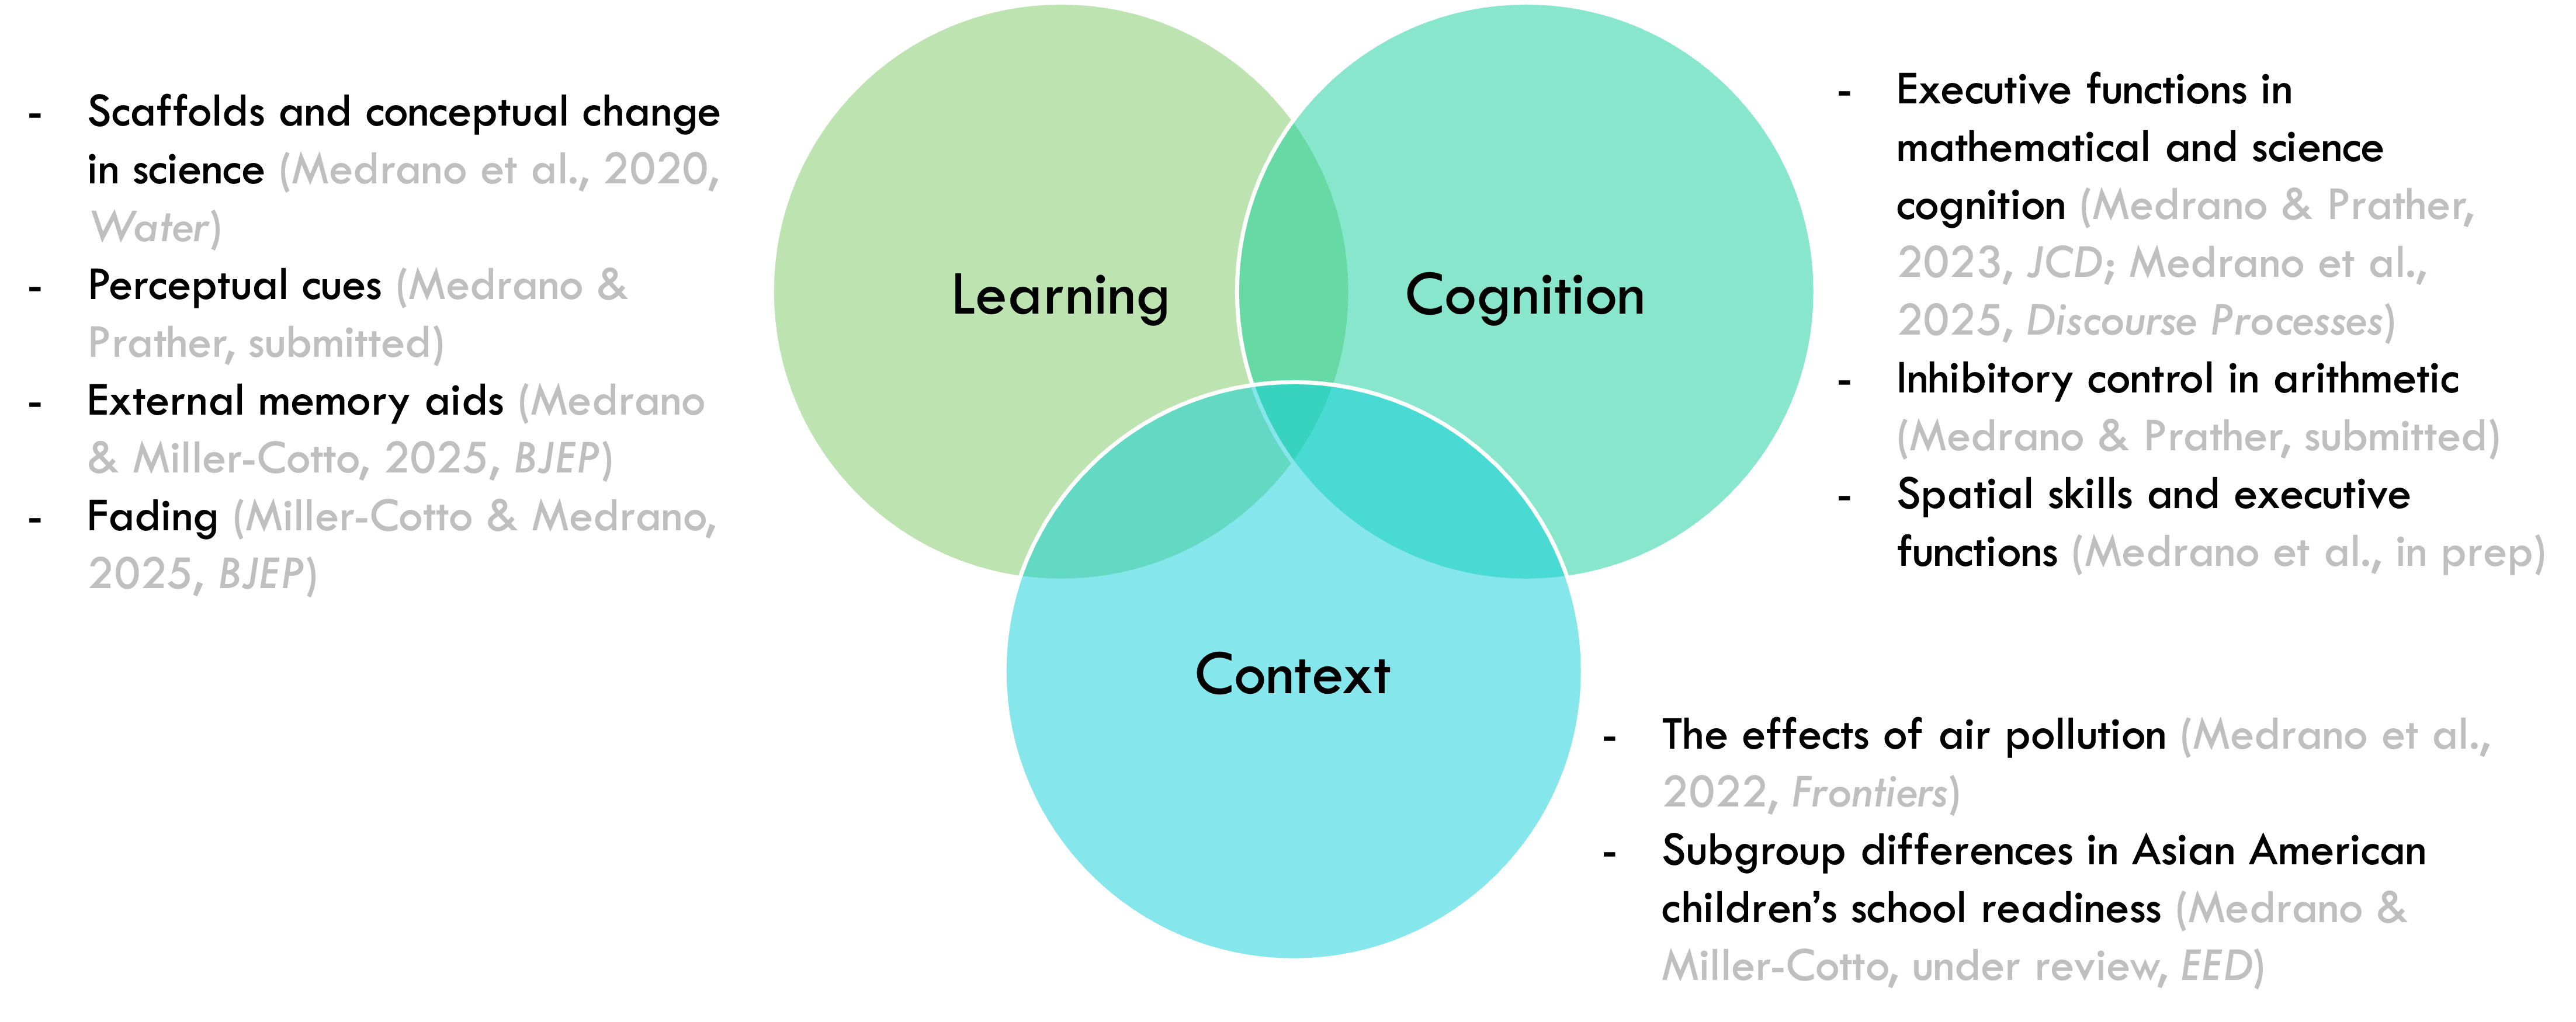 - Scaffolds and conceptual change
in science (Medrano et al., 2020,
Water)
- Perceptual cues (Medrano &
Prather, submitted)
- External memory aids (Medrano
& Miller-Cotto, 2025, BJEP)
- Fading (Miller-Cotto & Medrano,
2025, BJEP)
Learning
Cognition
Context
- Executive functions in
mathematical and science
cognition (Medrano & Prather,
2023, JCD; Medrano et al.,
2025, Discourse Processes)
- Inhibitory control in arithmetic
(Medrano & Prather, submitted)
- Spatial skills and executive
functions (Medrano et al., in prep)
- The effects of air pollution (Medrano et al.,
2022, Frontiers)
- Subgroup differences in Asian American
children’s school readiness (Medrano &
Miller-Cotto, under review, EED)